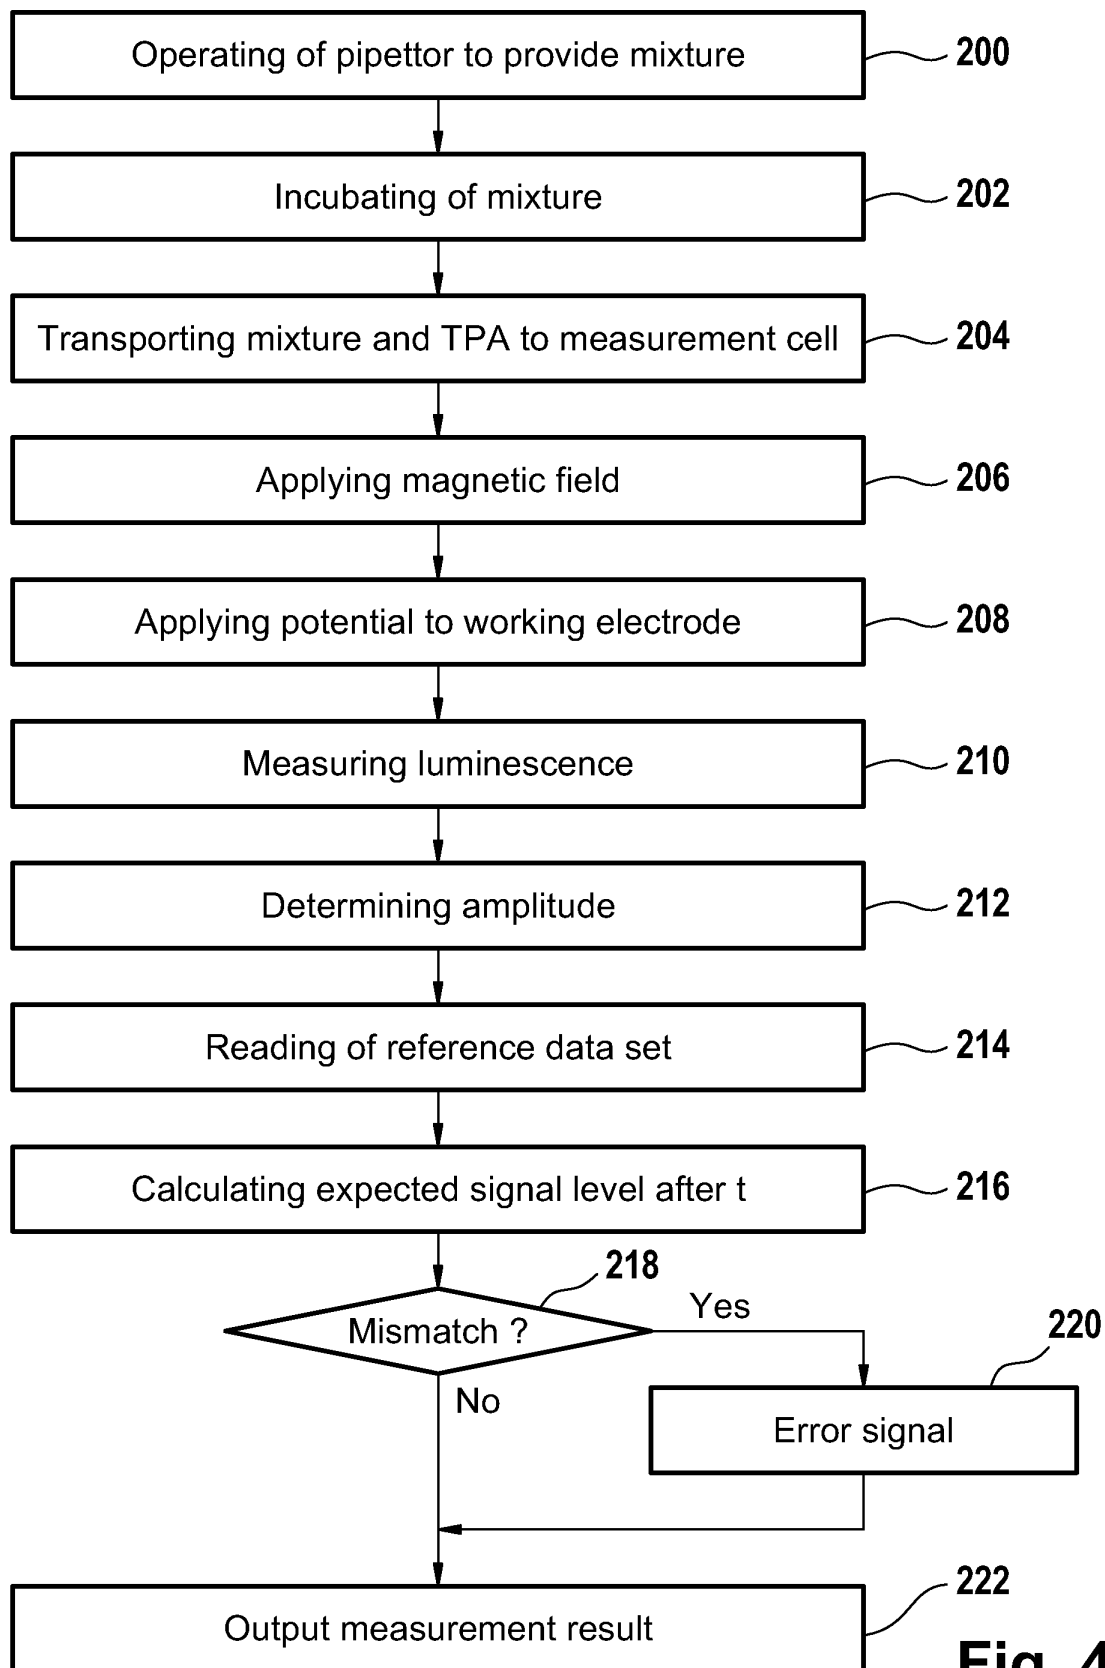 Operating of pipettor to provide mixture 200
Incubating of mixture 202
Transporting mixture and TPA to measurement cell 204
Applying magnetic field 206
Applying potential to working electrode 208
Measuring luminescence 210
Determining amplitude 212
Reading of reference data set 214
Calculating expected signal level after t 216
218
Mismatch ?
Yes
220
No
Error signal
222
Output measurement result
Fig. 4